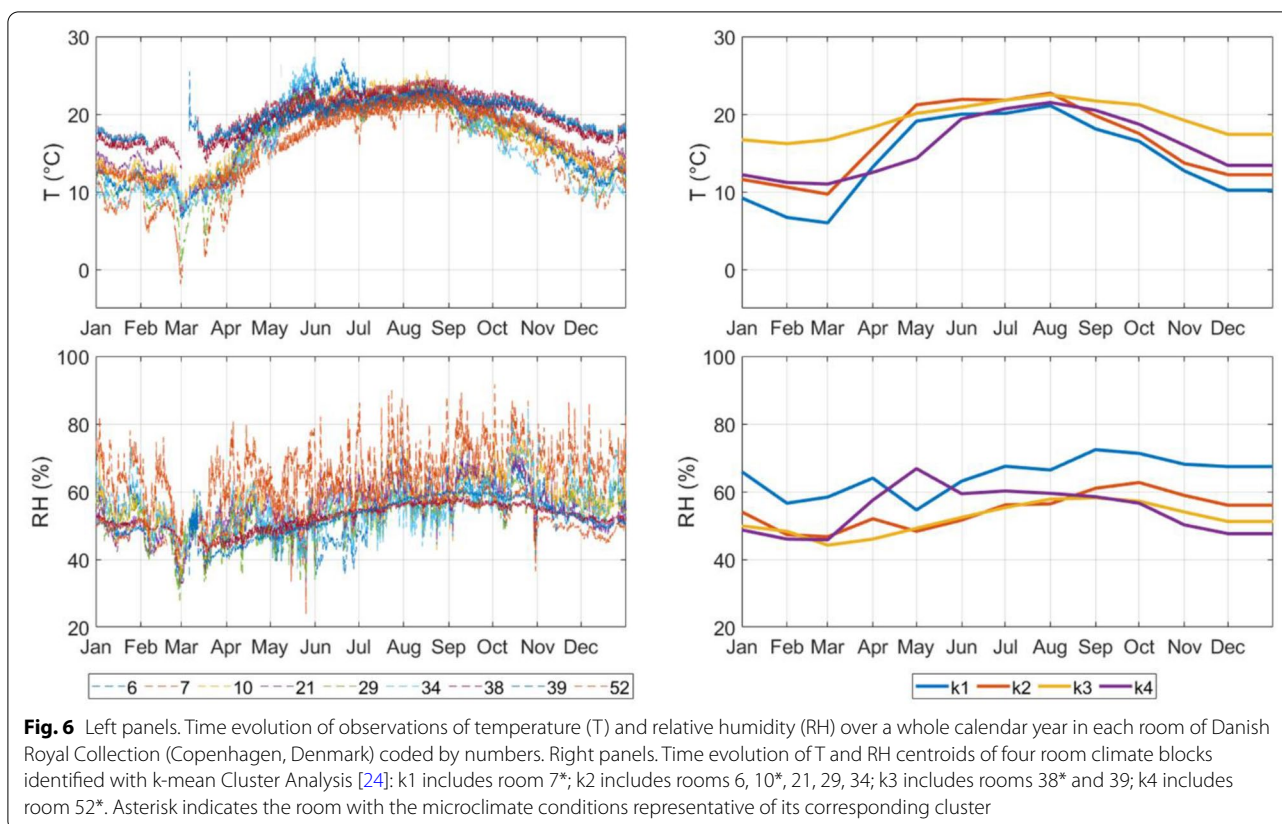 30
20
10
0
T (°C)
Jan Feb Mar Apr May Jun Jul Aug Sep Oct Nov Dec
30
20
10
0
T (°C)
Jan Feb Mar Apr May Jun Jul Aug Sep Oct Nov Dec
100
80
60
40
20
RH (%)
Jan Feb Mar Apr May Jun Jul Aug Sep Oct Nov Dec
6 7 10 21 29 34 38 39 52
100
80
60
40
20
RH (%)
Jan Feb Mar Apr May Jun Jul Aug Sep Oct Nov Dec
k1 k2 k3 k4
Fig. 6 Left panels. Time evolution of observations of temperature (T) and relative humidity (RH) over a whole calendar year in each room of Danish
Royal Collection (Copenhagen, Denmark) coded by numbers. Right panels. Time evolution of T and RH centroids of four room climate blocks
identified with k-mean Cluster Analysis [24]: k1 includes room 7*; k2 includes rooms 6, 10*, 21, 29, 34; k3 includes rooms 38* and 39; k4 includes
room 52*. Asterisk indicates the room with the microclimate conditions representative of its corresponding cluster